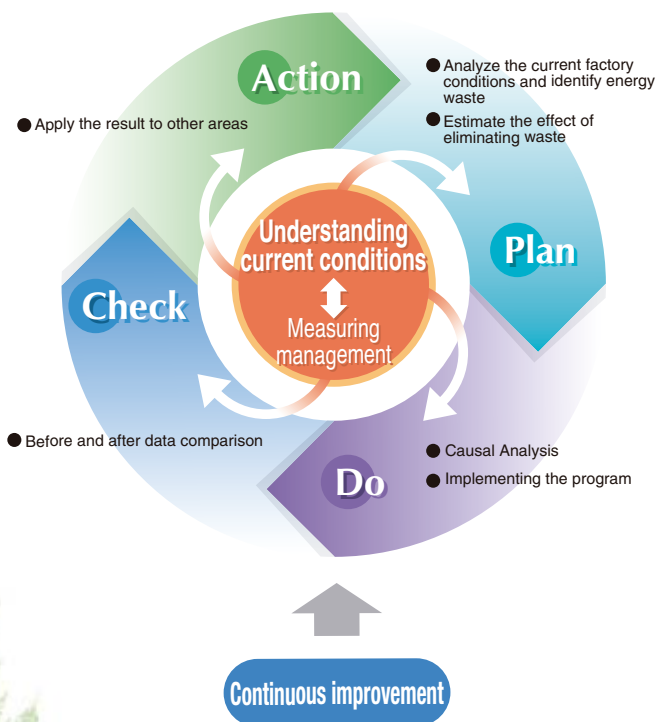 Action
● Analyze the current factory
conditions and identify energy
waste
● Estimate the effect of
eliminating waste
● Apply the result to other areas
Understanding
current conditions
Measuring
management
Plan
Check
● Before and after data comparison
Do
● Causal Analysis
● Implementing the program
Continuous improvement